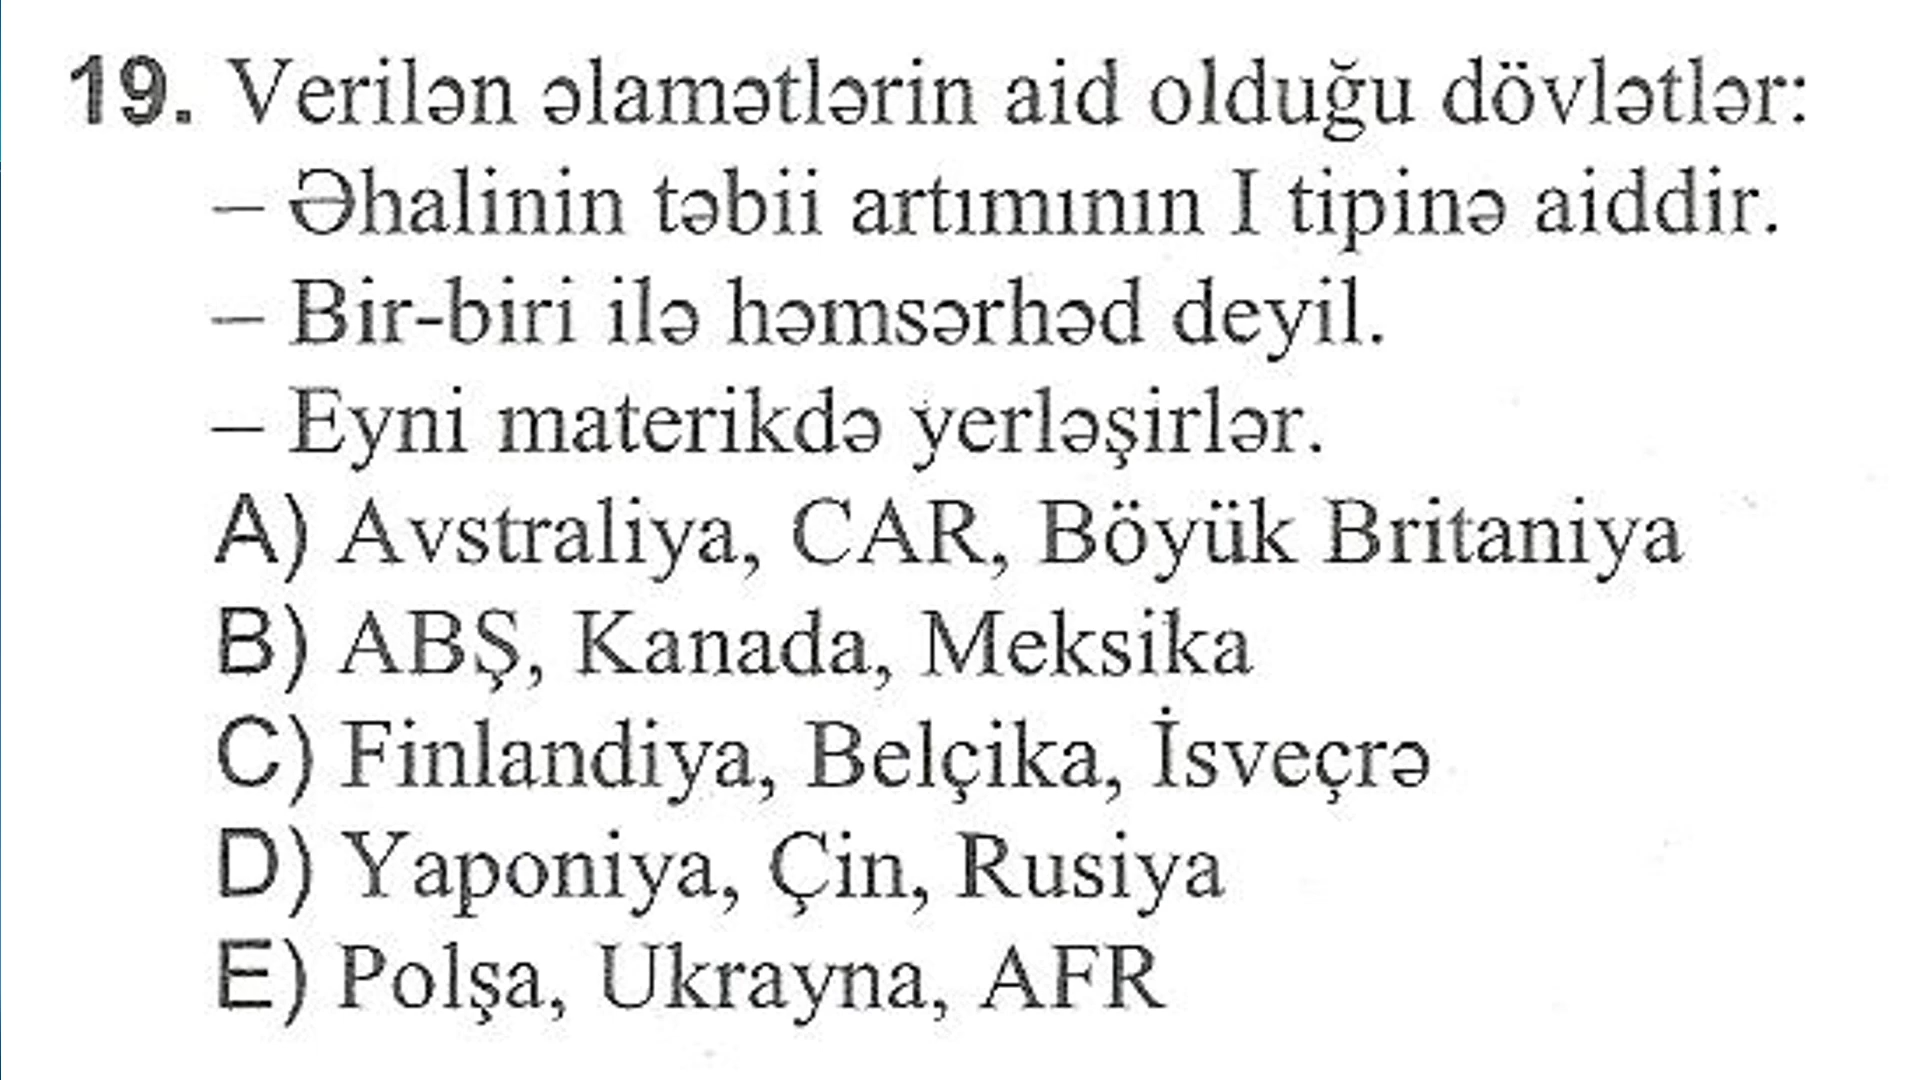 19. Verilən əlamətlərin aid olduğu dövlətlər:
– Əhalinin təbii artımının I tipinə aiddir.
– Bir-biri ilə həmsərhəd deyil.
– Eyni materikdə yerləşirlər.
A) Avstraliya, CAR, Böyük Britaniya
B) ABŞ, Kanada, Meksika
C) Finlandiya, Belçika, İsveçrə
D) Yaponiya, Çin, Rusiya
E) Polşa, Ukrayna, AFR